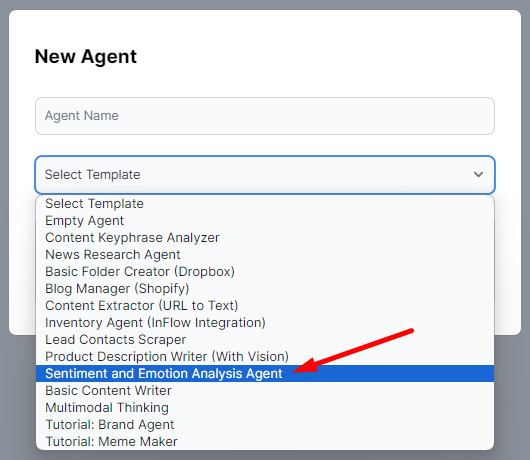 New Agent
Agent Name
Select Template
Select Template
Empty Agent
Content Keyphrase Analyzer
News Research Agent
Basic Folder Creator (Dropbox)
Blog Manager (Shopify)
Content Extractor (URL to Text)
Inventory Agent (InFlow Integration)
Lead Contacts Scraper
Product Description Writer (With Vision)
Sentiment and Emotion Analysis Agent
Basic Content Writer
Multimodal Thinking
Tutorial: Brand Agent
Tutorial: Meme Maker